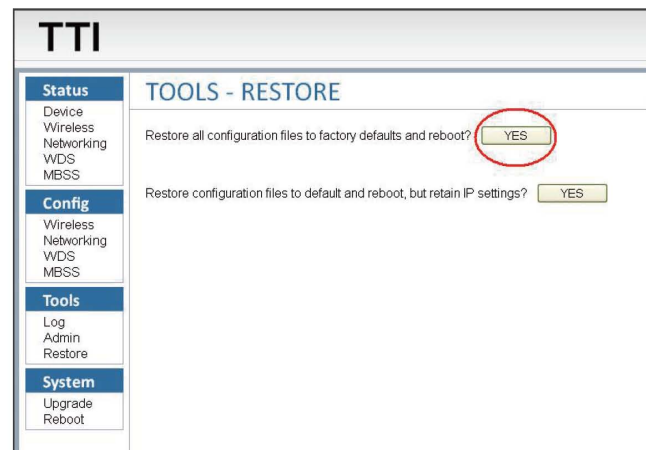 TTI
Status
Device
Wireless
Networking
WDS
MBSS
Config
Wireless
Networking
WDS
MBSS
Tools
Log
Admin
Restore
System
Upgrade
Reboot
TOOLS - RESTORE
Restore all configuration files to factory defaults and reboot? YES
Restore configuration files to default and reboot, but retain IP settings? YES